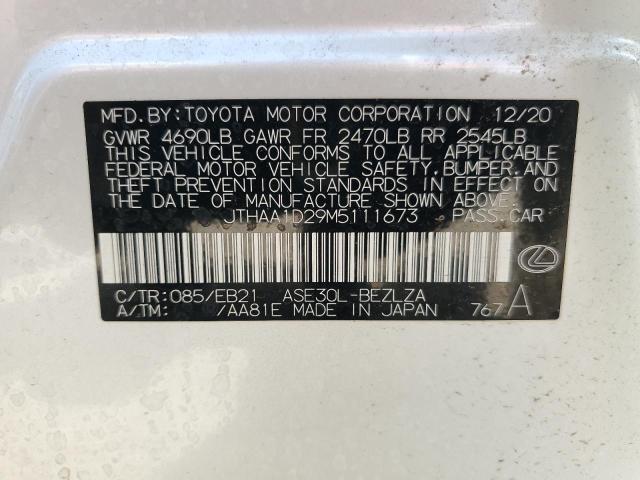 MFD. BY: TOYOTA MOTOR CORPORATION 12/20
GVWR 4690LB GAWR FR 2470LB RR 2545LB
THIS VEHICLE CONFORMS TO ALL APPLICABLE
FEDERAL MOTOR VEHICLE SAFETY, BUMPER, AND
THEFT PREVENTION STANDARDS IN EFFECT ON
THE DATE OF MANUFACTURE SHOWN ABOVE.
JTHAA1D29M5111673 PASS. CAR
C/TR: 085/EB21 ASE30L-BEZLZA
A/TM: /AA81E MADE IN JAPAN 767 A